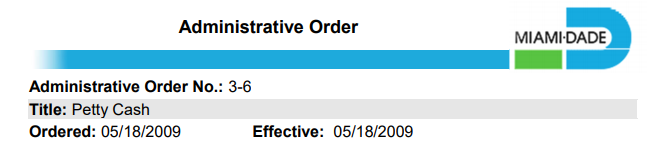 Administrative Order
MIAMI·DADE
Administrative Order No.: 3-6
Title: Petty Cash
Ordered: 05/18/2009 Effective: 05/18/2009